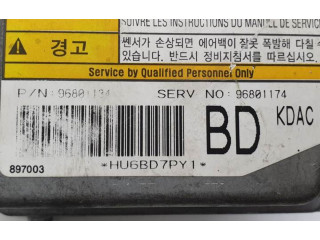 SUIVRE LES INSTRUCTIONS DU MANUEL DE SERVICE
경고
쎈서가 손상되면 에어백이 잘못 폭발해 다칠
있습니다. 반드시 정비지침서를 따르십시오.
Service by Qualified Personnel Only
P/N: 96801134 SERV NO: 96801174
BD KDAC
*HU6BD7PY1*
897003